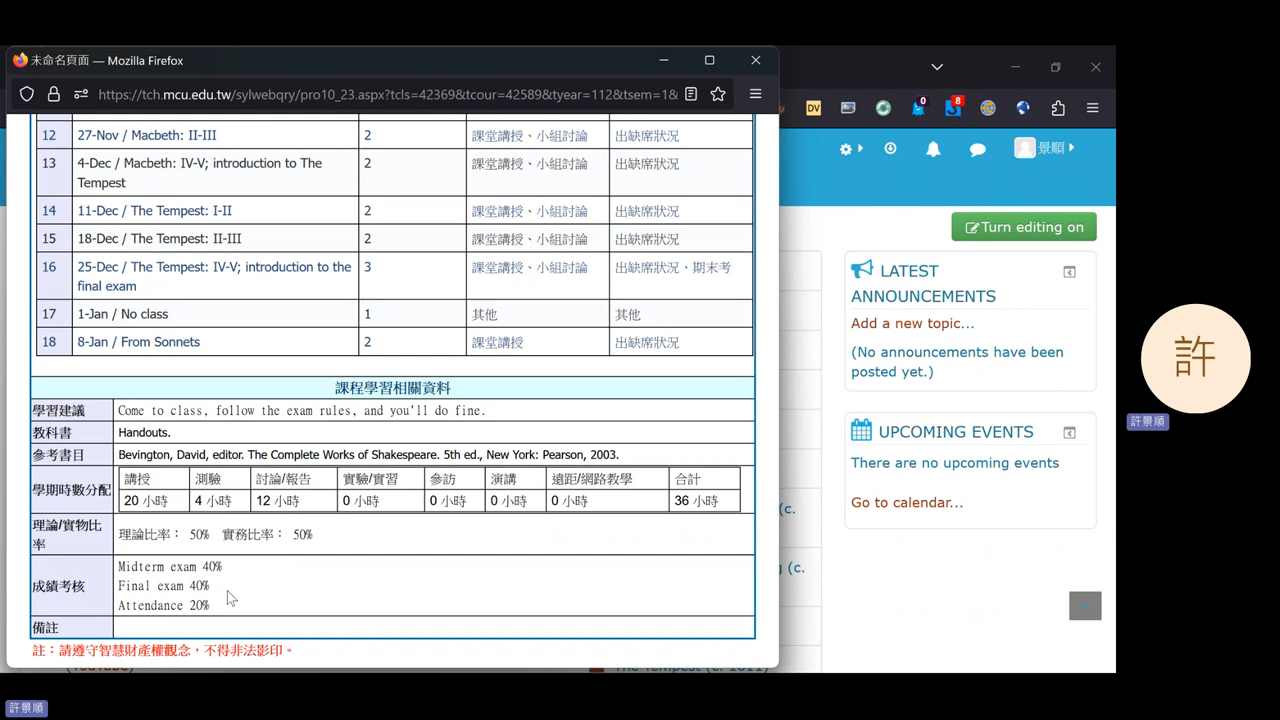 未命名頁面 — Mozilla Firefox
https://tch.mcu.edu.tw/sylwebqry/pro10_23.aspx?tcls=42369&tcour=42589&tyear=112&tsem=1&
12 27-Nov / Macbeth: II-III 2 課堂講授、小組討論 出缺席狀況
13 4-Dec / Macbeth: IV-V; introduction to The 2 課堂講授、小組討論 出缺席狀況
Tempest
14 11-Dec / The Tempest: I-II 2 課堂講授、小組討論 出缺席狀況
15 18-Dec / The Tempest: II-III 2 課堂講授、小組討論 出缺席狀況
16 25-Dec / The Tempest: IV-V; introduction to the 3 課堂講授、小組討論 出缺席狀況、期末考
final exam
17 1-Jan / No class 1 其他 其他
18 8-Jan / From Sonnets 2 課堂講授 出缺席狀況
課程學習相關資料
學習建議 Come to class, follow the exam rules, and you'll do fine.
教科書 Handouts.
參考書目 Bevington, David, editor. The Complete Works of Shakespeare. 5th ed., New York: Pearson, 2003.
學期時數分配 講授 測驗 討論/報告 實驗/實習 參訪 演講 遠距/網路教學 合計
20 小時 4 小時 12 小時 0 小時 0 小時 0 小時 0 小時 36 小時
理論/實物比
率
理論比率： 50% 實務比率： 50%
成績考核
Midterm exam 40%
Final exam 40%
Attendance 20%
備註
註：請遵守智慧財產權觀念，不得非法影印。
DV
0
8
景順
Turn editing on
LATEST
ANNOUNCEMENTS
Add a new topic...
(No announcements have been
posted yet.)
UPCOMING EVENTS
There are no upcoming events
Go to calendar...
(c.
(c.
許
許景順
許景順